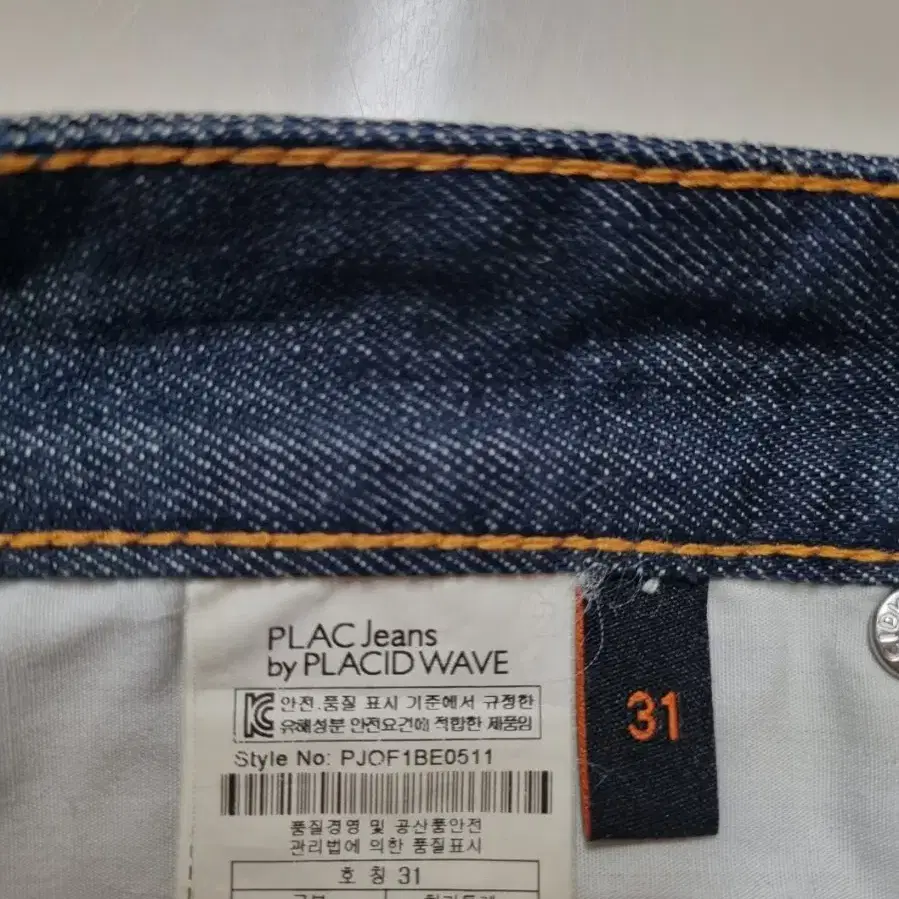 PLAC Jeans
by PLACID WAVE
안전.품질 표시 기준에서 규정한
유해성분 안전요건에 적합한 제품임
Style No: PJOF1BE0511
품질경영 및 공산품안전
관리법에 의한 품질표시
호 칭 31
31